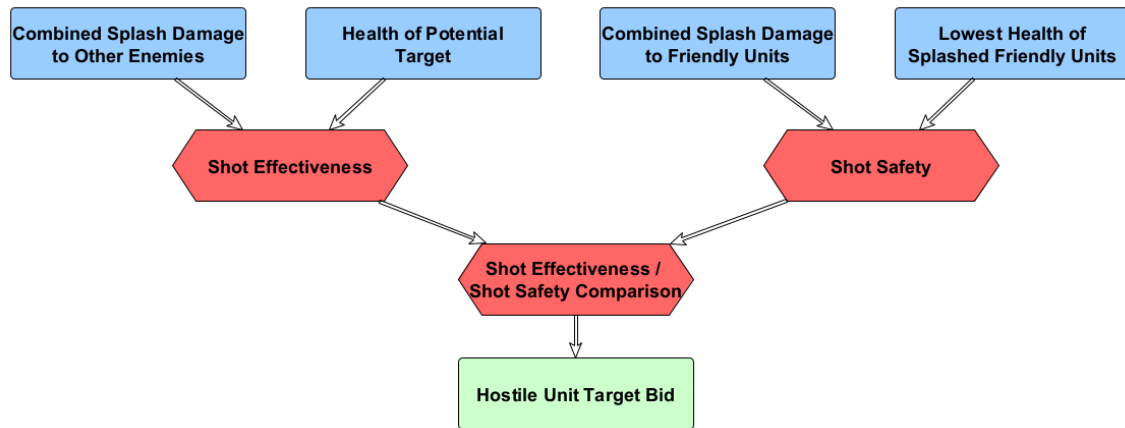 Combined Splash Damage
to Other Enemies
Health of Potential
Target
Combined Splash Damage
to Friendly Units
Lowest Health of
Splashed Friendly Units
Shot Effectiveness
Shot Safety
Shot Effectiveness /
Shot Safety Comparison
Hostile Unit Target Bid